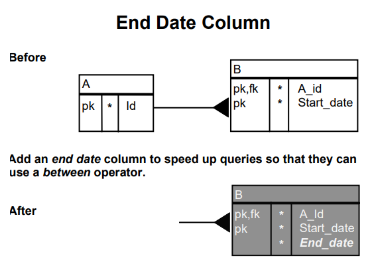 End Date Column
Before
A
pk * Id
B
pk,fk * A_id
pk * Start_date
Add an end date column to speed up queries so that they can
use a between operator.
After
B
pk,fk * A_Id
pk * Start_date
* End_date